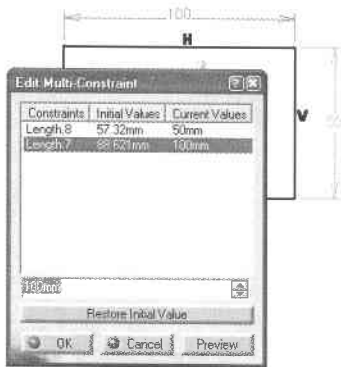 100
H
Edit Multi-Constraint
V
Constraints Initial Values Current Values
Length.8 57.32mm 50mm
Length.7 88.621mm 100mm
100mm
Restore Initial Value
OK Cancel Preview